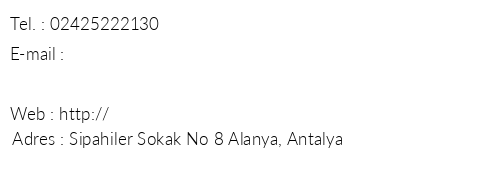 Tel. : 02425222130
E-mail :
Web : http://
Adres : Sipahiler Sokak No 8 Alanya, Antalya